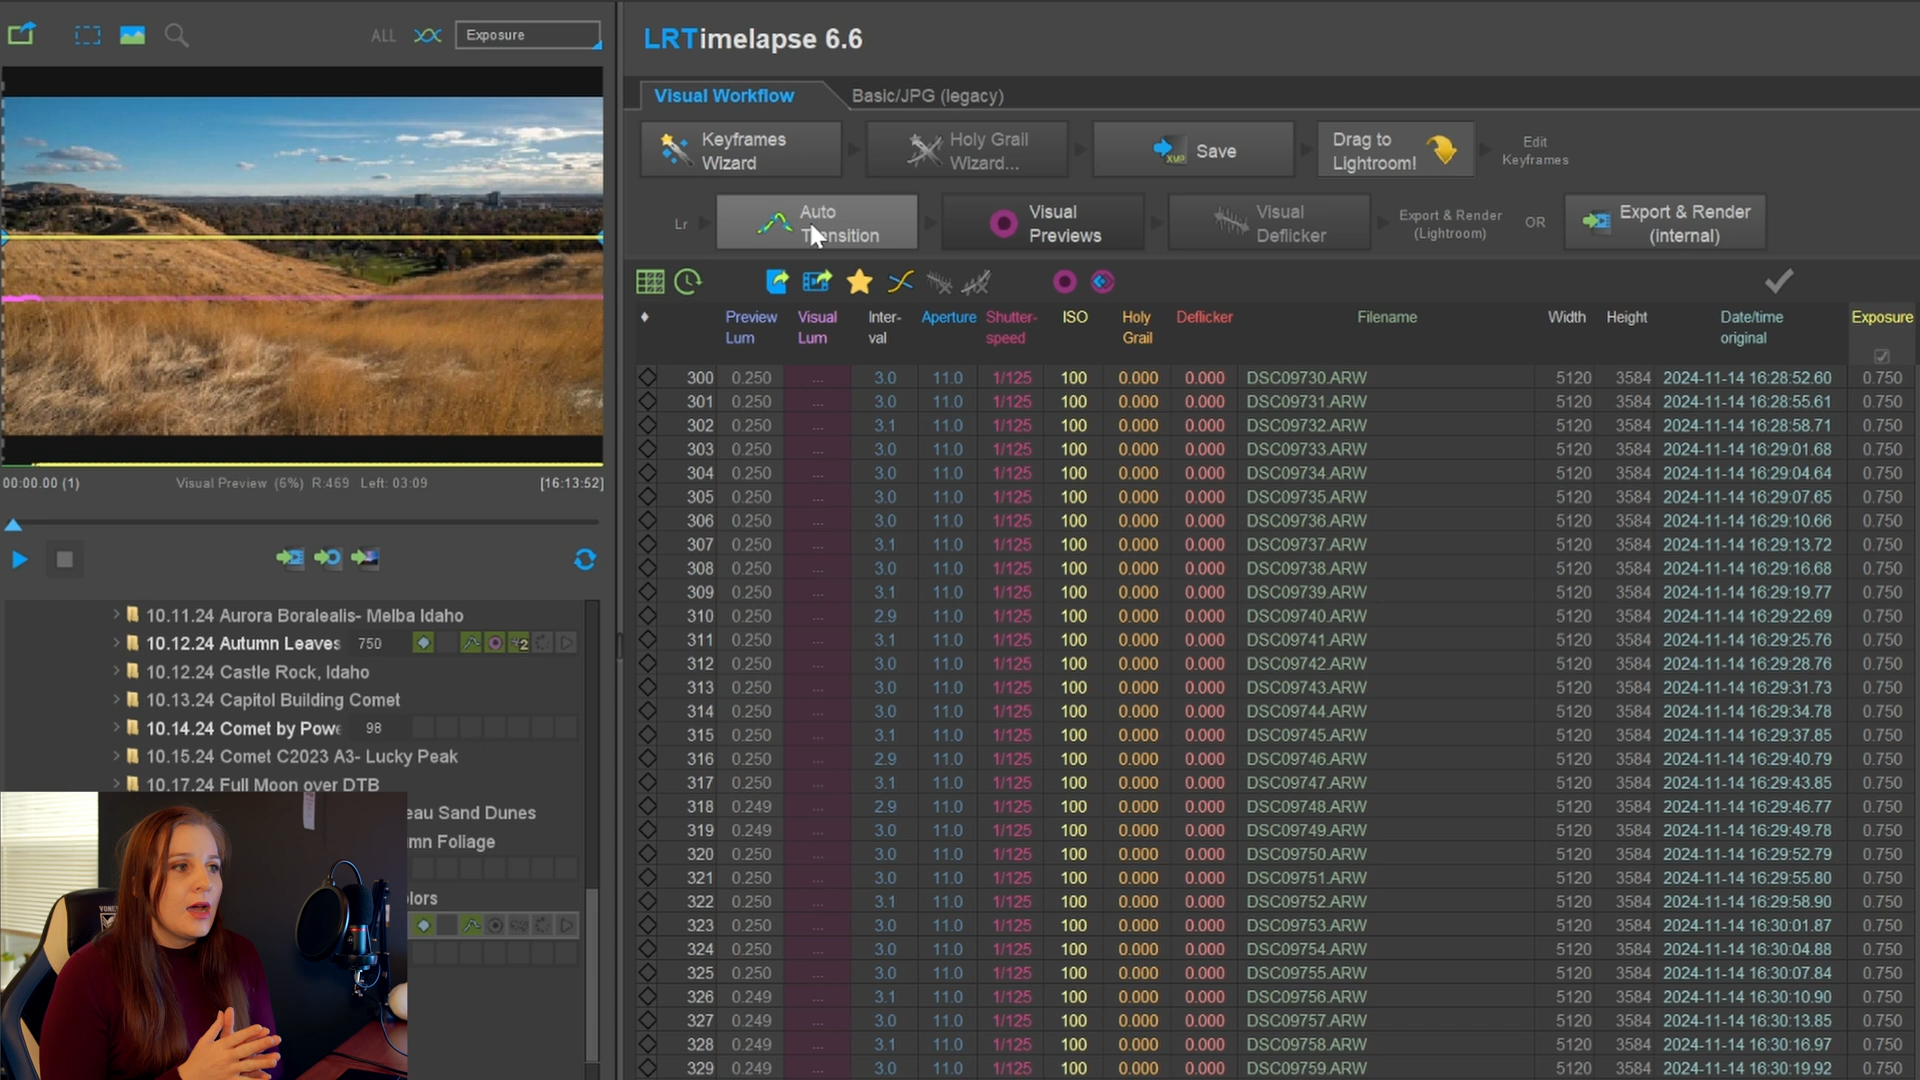 ALL Exposure
LRTimelapse 6.6
Visual Workflow Basic/JPG (legacy)
Keyframes Wizard Holy Grail Wizard... XMP Save Drag to Lightroom! Edit Keyframes
Lr Auto Transition Visual Previews Visual Deflicker Export & Render (Lightroom) OR Export & Render (internal)
Preview Lum Visual Lum Inter-val Aperture Shutter-speed ISO Holy Grail Deflicker Filename Width Height Date/time original Exposure
300 0.250 ... 3.0 11.0 1/125 100 0.000 0.000 DSC09730.ARW 5120 3584 2024-11-14 16:28:52.60 0.750
301 0.250 ... 3.0 11.0 1/125 100 0.000 0.000 DSC09731.ARW 5120 3584 2024-11-14 16:28:55.61 0.750
302 0.250 ... 3.1 11.0 1/125 100 0.000 0.000 DSC09732.ARW 5120 3584 2024-11-14 16:28:58.71 0.750
303 0.250 ... 3.0 11.0 1/125 100 0.000 0.000 DSC09733.ARW 5120 3584 2024-11-14 16:29:01.68 0.750
304 0.250 ... 3.0 11.0 1/125 100 0.000 0.000 DSC09734.ARW 5120 3584 2024-11-14 16:29:04.64 0.750
305 0.250 ... 3.0 11.0 1/125 100 0.000 0.000 DSC09735.ARW 5120 3584 2024-11-14 16:29:07.65 0.750
306 0.250 ... 3.0 11.0 1/125 100 0.000 0.000 DSC09736.ARW 5120 3584 2024-11-14 16:29:10.66 0.750
307 0.250 ... 3.1 11.0 1/125 100 0.000 0.000 DSC09737.ARW 5120 3584 2024-11-14 16:29:13.72 0.750
308 0.250 ... 3.0 11.0 1/125 100 0.000 0.000 DSC09738.ARW 5120 3584 2024-11-14 16:29:16.68 0.750
309 0.250 ... 3.1 11.0 1/125 100 0.000 0.000 DSC09739.ARW 5120 3584 2024-11-14 16:29:19.77 0.750
310 0.250 ... 2.9 11.0 1/125 100 0.000 0.000 DSC09740.ARW 5120 3584 2024-11-14 16:29:22.69 0.750
311 0.250 ... 3.1 11.0 1/125 100 0.000 0.000 DSC09741.ARW 5120 3584 2024-11-14 16:29:25.76 0.750
312 0.250 ... 3.0 11.0 1/125 100 0.000 0.000 DSC09742.ARW 5120 3584 2024-11-14 16:29:28.76 0.750
313 0.250 ... 3.0 11.0 1/125 100 0.000 0.000 DSC09743.ARW 5120 3584 2024-11-14 16:29:31.73 0.750
314 0.250 ... 3.0 11.0 1/125 100 0.000 0.000 DSC09744.ARW 5120 3584 2024-11-14 16:29:34.78 0.750
315 0.250 ... 3.1 11.0 1/125 100 0.000 0.000 DSC09745.ARW 5120 3584 2024-11-14 16:29:37.85 0.750
316 0.250 ... 2.9 11.0 1/125 100 0.000 0.000 DSC09746.ARW 5120 3584 2024-11-14 16:29:40.79 0.750
317 0.250 ... 3.1 11.0 1/125 100 0.000 0.000 DSC09747.ARW 5120 3584 2024-11-14 16:29:43.85 0.750
318 0.249 ... 2.9 11.0 1/125 100 0.000 0.000 DSC09748.ARW 5120 3584 2024-11-14 16:29:46.77 0.750
319 0.249 ... 3.0 11.0 1/125 100 0.000 0.000 DSC09749.ARW 5120 3584 2024-11-14 16:29:49.78 0.750
320 0.250 ... 3.0 11.0 1/125 100 0.000 0.000 DSC09750.ARW 5120 3584 2024-11-14 16:29:52.79 0.750
321 0.250 ... 3.0 11.0 1/125 100 0.000 0.000 DSC09751.ARW 5120 3584 2024-11-14 16:29:55.80 0.750
322 0.250 ... 3.1 11.0 1/125 100 0.000 0.000 DSC09752.ARW 5120 3584 2024-11-14 16:29:58.90 0.750
323 0.250 ... 3.0 11.0 1/125 100 0.000 0.000 DSC09753.ARW 5120 3584 2024-11-14 16:30:01.87 0.750
324 0.250 ... 3.0 11.0 1/125 100 0.000 0.000 DSC09754.ARW 5120 3584 2024-11-14 16:30:04.88 0.750
325 0.250 ... 3.0 11.0 1/125 100 0.000 0.000 DSC09755.ARW 5120 3584 2024-11-14 16:30:07.84 0.750
326 0.249 ... 3.1 11.0 1/125 100 0.000 0.000 DSC09756.ARW 5120 3584 2024-11-14 16:30:10.90 0.750
327 0.249 ... 3.0 11.0 1/125 100 0.000 0.000 DSC09757.ARW 5120 3584 2024-11-14 16:30:13.85 0.750
328 0.249 ... 3.1 11.0 1/125 100 0.000 0.000 DSC09758.ARW 5120 3584 2024-11-14 16:30:16.97 0.750
329 0.249 ... 3.0 11.0 1/125 100 0.000 0.000 DSC09759.ARW 5120 3584 2024-11-14 16:30:19.92 0.750
00:00.00 (1) Visual Preview (6%) R:469 Left: 03:09 [16:13:52]
10.11.24 Aurora Boralealis- Melba Idaho
10.12.24 Autumn Leaves 750 2
10.12.24 Castle Rock, Idaho
10.13.24 Capitol Building Comet
10.14.24 Comet by Powe 98
10.15.24 Comet C2023 A3- Lucky Peak
10.17.24 Full Moon over DTB
eau Sand Dunes
mn Foliage
lors